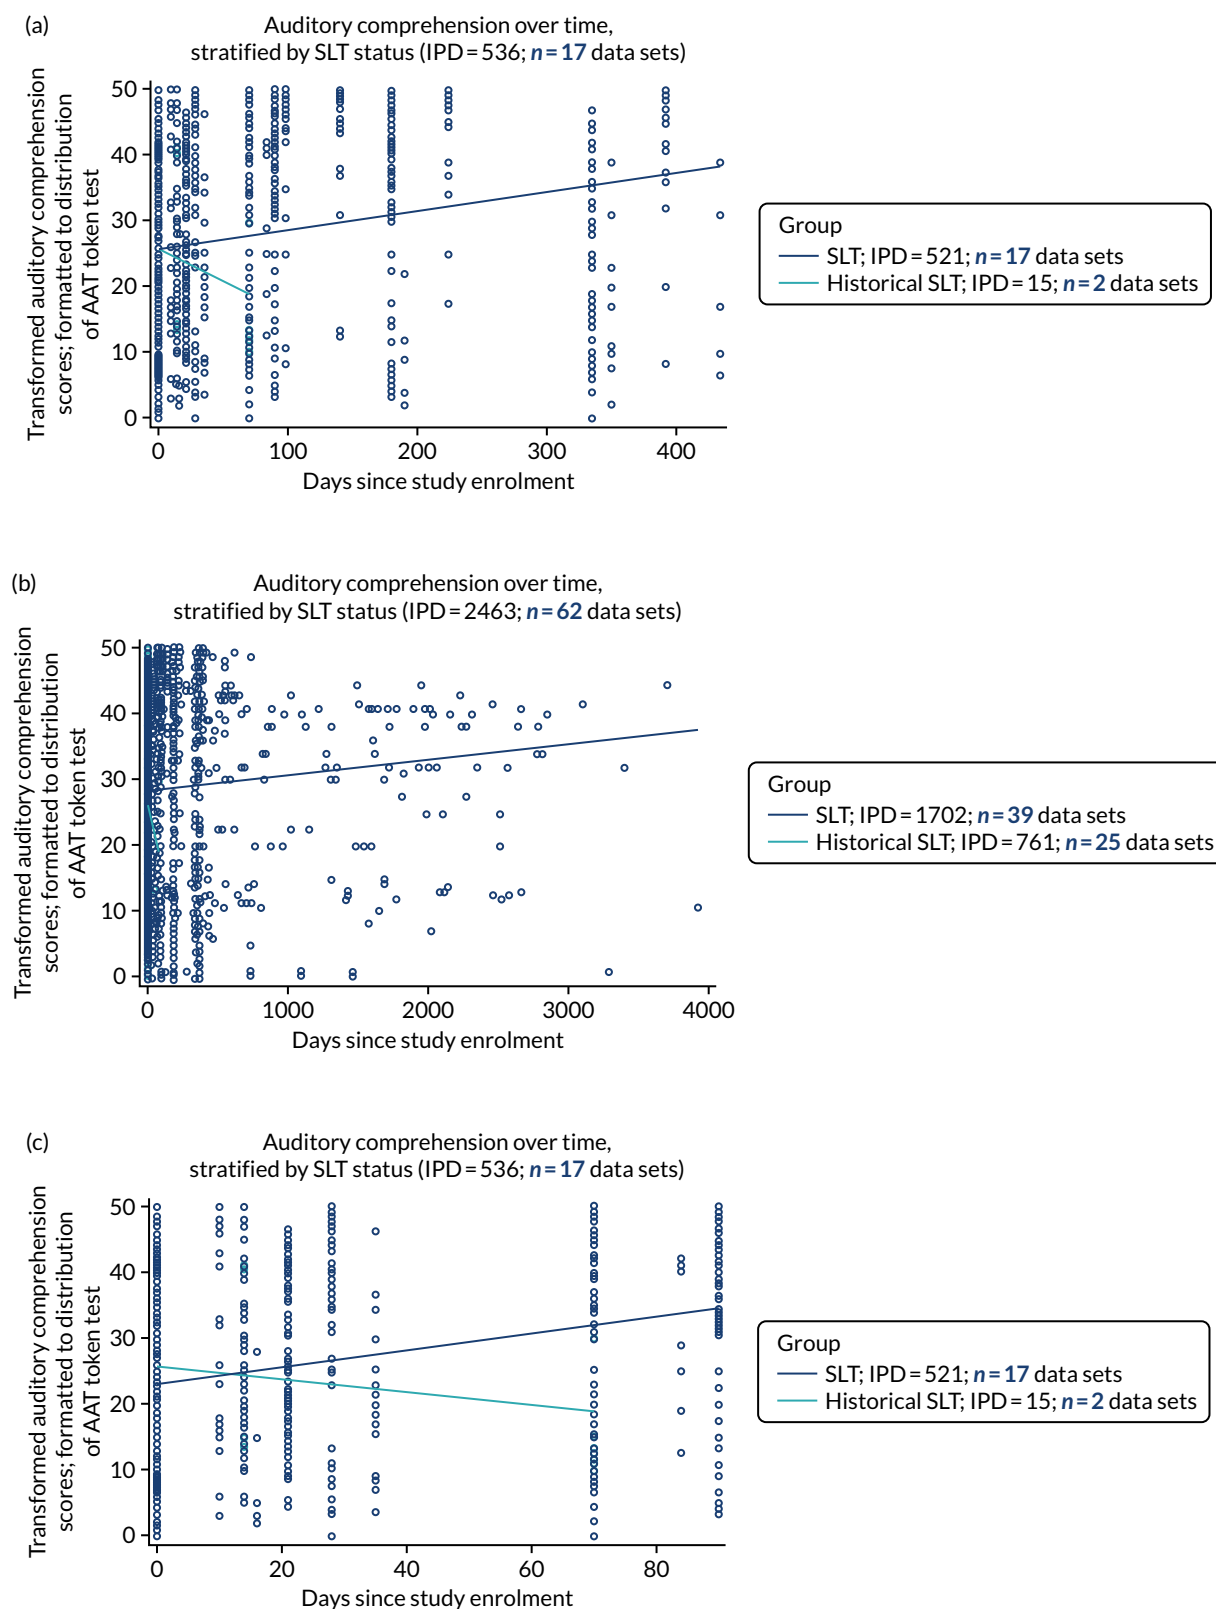 (a)
Auditory comprehension over time,
stratified by SLT status (IPD = 536; n = 17 data sets)
Transformed auditory comprehension
scores; formatted to distribution
of AAT token test
50
40
30
20
10
0
0 100 200 300 400
Days since study enrolment
Group
SLT; IPD = 521; n = 17 data sets
Historical SLT; IPD = 15; n = 2 data sets
(b)
Auditory comprehension over time,
stratified by SLT status (IPD = 2463; n = 62 data sets)
Transformed auditory comprehension
scores; formatted to distribution
of AAT token test
50
40
30
20
10
0
0 1000 2000 3000 4000
Days since study enrolment
Group
SLT; IPD = 1702; n = 39 data sets
Historical SLT; IPD = 761; n = 25 data sets
(c)
Auditory comprehension over time,
stratified by SLT status (IPD = 536; n = 17 data sets)
Transformed auditory comprehension
scores; formatted to distribution
of AAT token test
50
40
30
20
10
0
0 20 40 60 80
Days since study enrolment
Group
SLT; IPD = 521; n = 17 data sets
Historical SLT; IPD = 15; n = 2 data sets